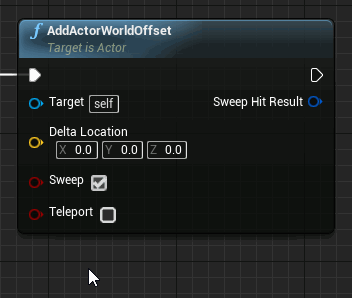 f AddActorWorldOffset
Target is Actor
Target self
Sweep Hit Result
Delta Location
X 0.0 Y 0.0 Z 0.0
Sweep
Teleport